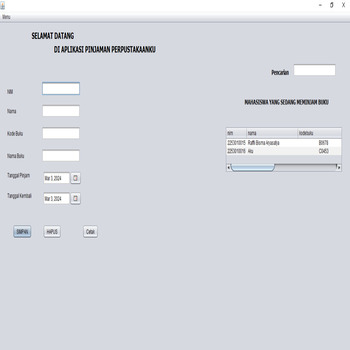 Menu
SELAMAT DATANG
DI APLIKASI PINJAMAN PERPUSTAKAANKU
Pencarian
NIM
MAHASISWA YANG SEDANG MEMINJAM BUKU
Nama
Kode Buku
nim nama kodebuku
2253010015 Raffi Bisma Aryasatya B0678
2253010016 Aku C0453
Nama Buku
Tanggal Pinjam Mar 3, 2024
Tanggal Kembali Mar 3, 2024
SIMPAN HAPUS Cetak